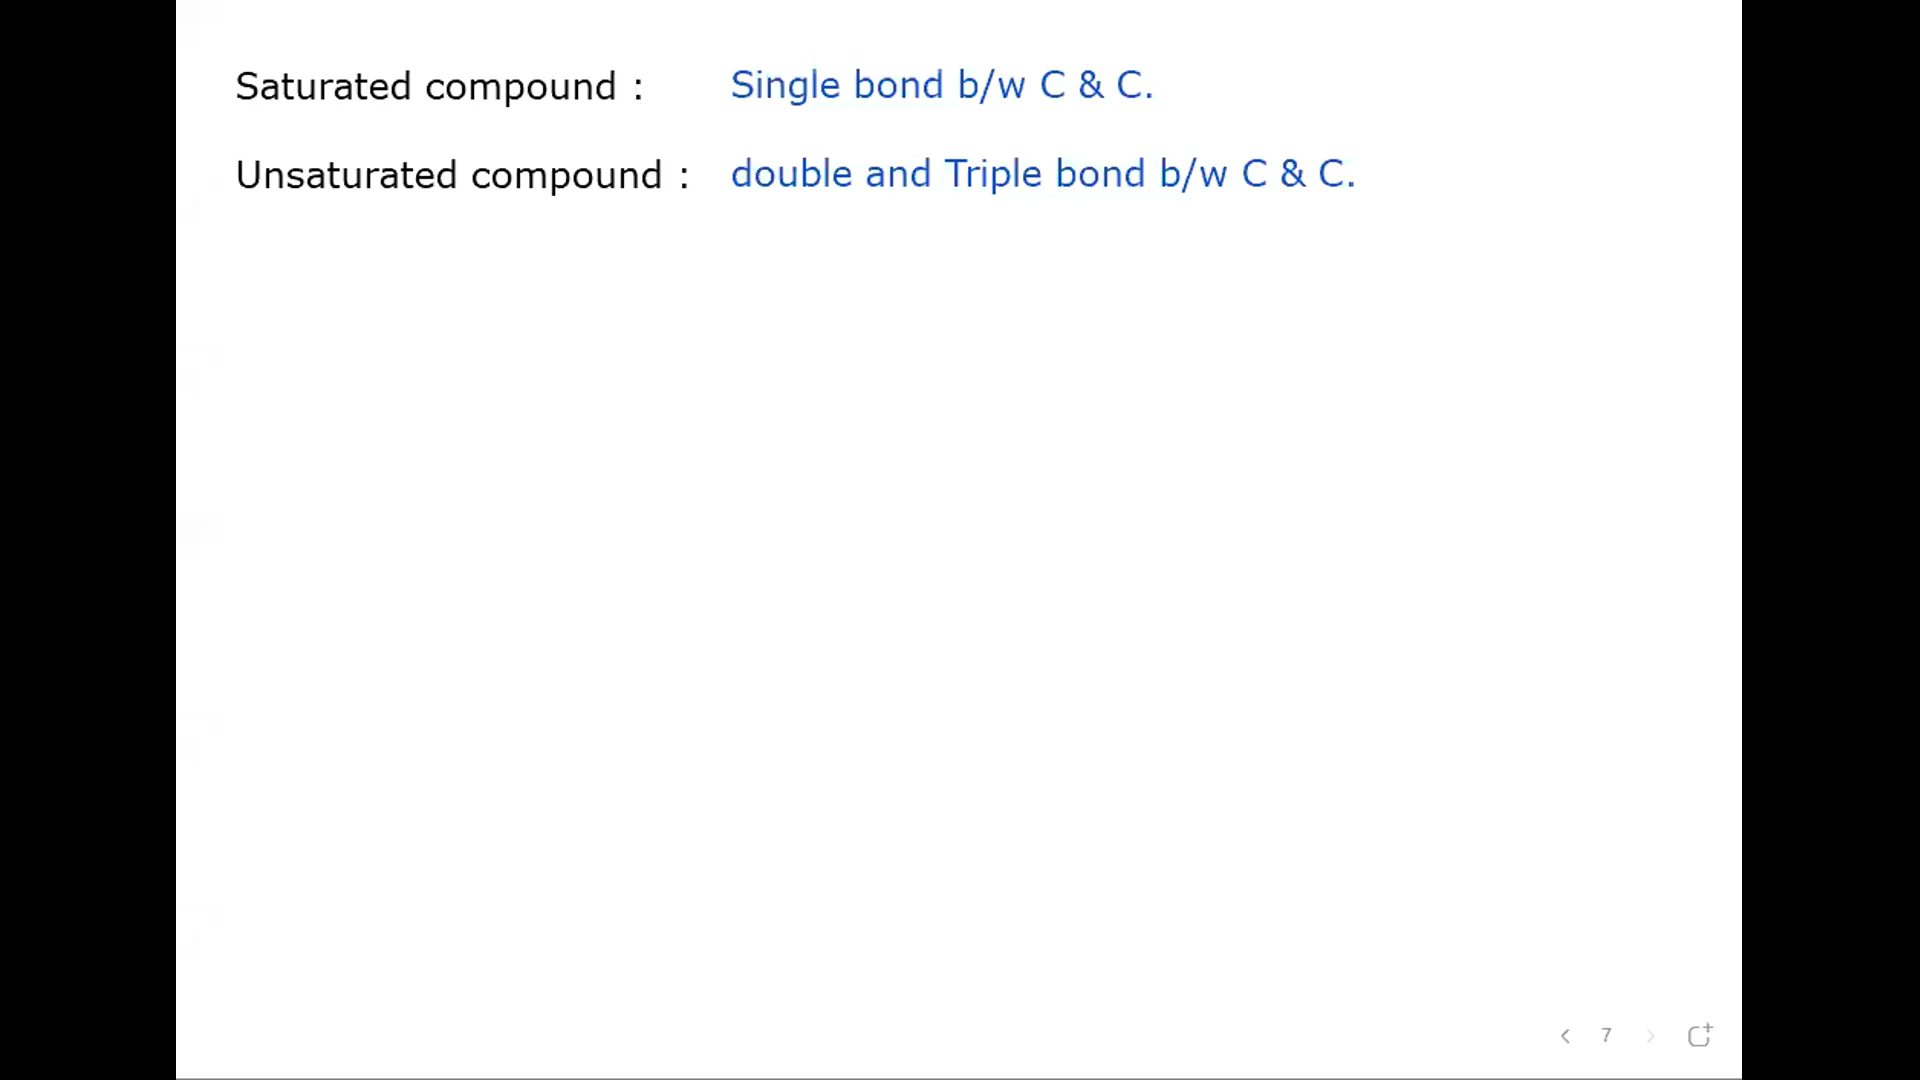 Saturated compound : Single bond b/w C & C.
Unsaturated compound : double and Triple bond b/w C & C.
7